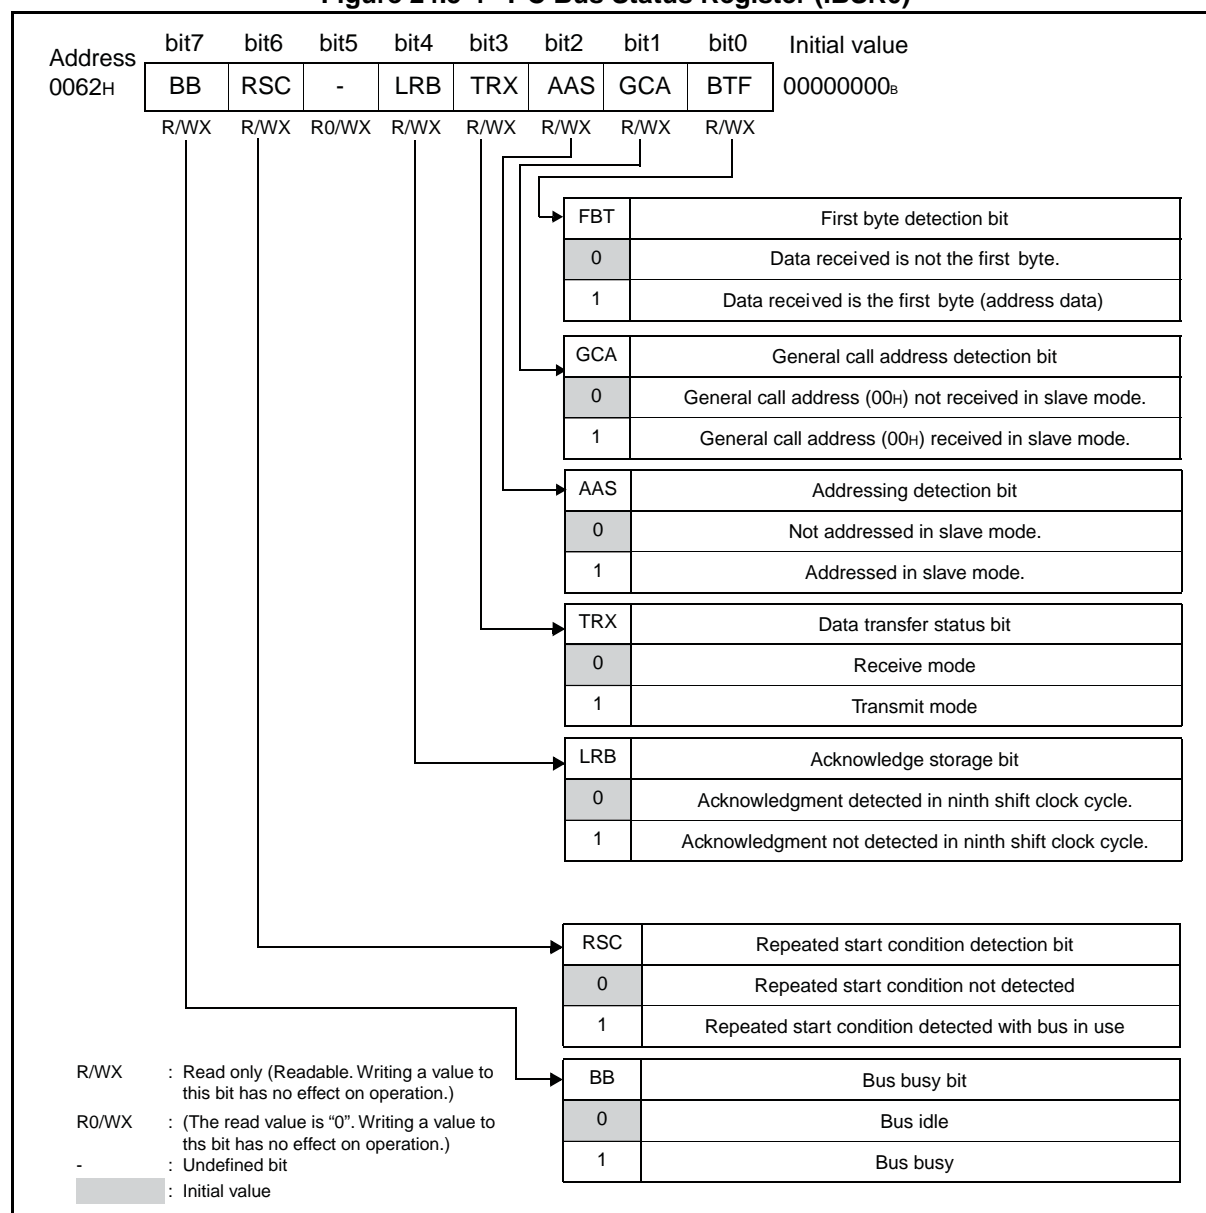 bit7 bit6 bit5 bit4 bit3 bit2 bit1 bit0 Initial value
Address
0062H BB RSC - LRB TRX AAS GCA BTF 00000000B
R/WX R/WX R0/WX R/WX R/WX R/WX R/WX R/WX
FBT First byte detection bit
0 Data received is not the first byte.
1 Data received is the first byte (address data)
GCA General call address detection bit
0 General call address (00H) not received in slave mode.
1 General call address (00H) received in slave mode.
AAS Addressing detection bit
0 Not addressed in slave mode.
1 Addressed in slave mode.
TRX Data transfer status bit
0 Receive mode
1 Transmit mode
LRB Acknowledge storage bit
0 Acknowledgment detected in ninth shift clock cycle.
1 Acknowledgment not detected in ninth shift clock cycle.
RSC Repeated start condition detection bit
0 Repeated start condition not detected
1 Repeated start condition detected with bus in use
BB Bus busy bit
0 Bus idle
1 Bus busy
R/WX : Read only (Readable. Writing a value to
this bit has no effect on operation.)
R0/WX : (The read value is “0”. Writing a value to
ths bit has no effect on operation.)
- : Undefined bit
: Initial value